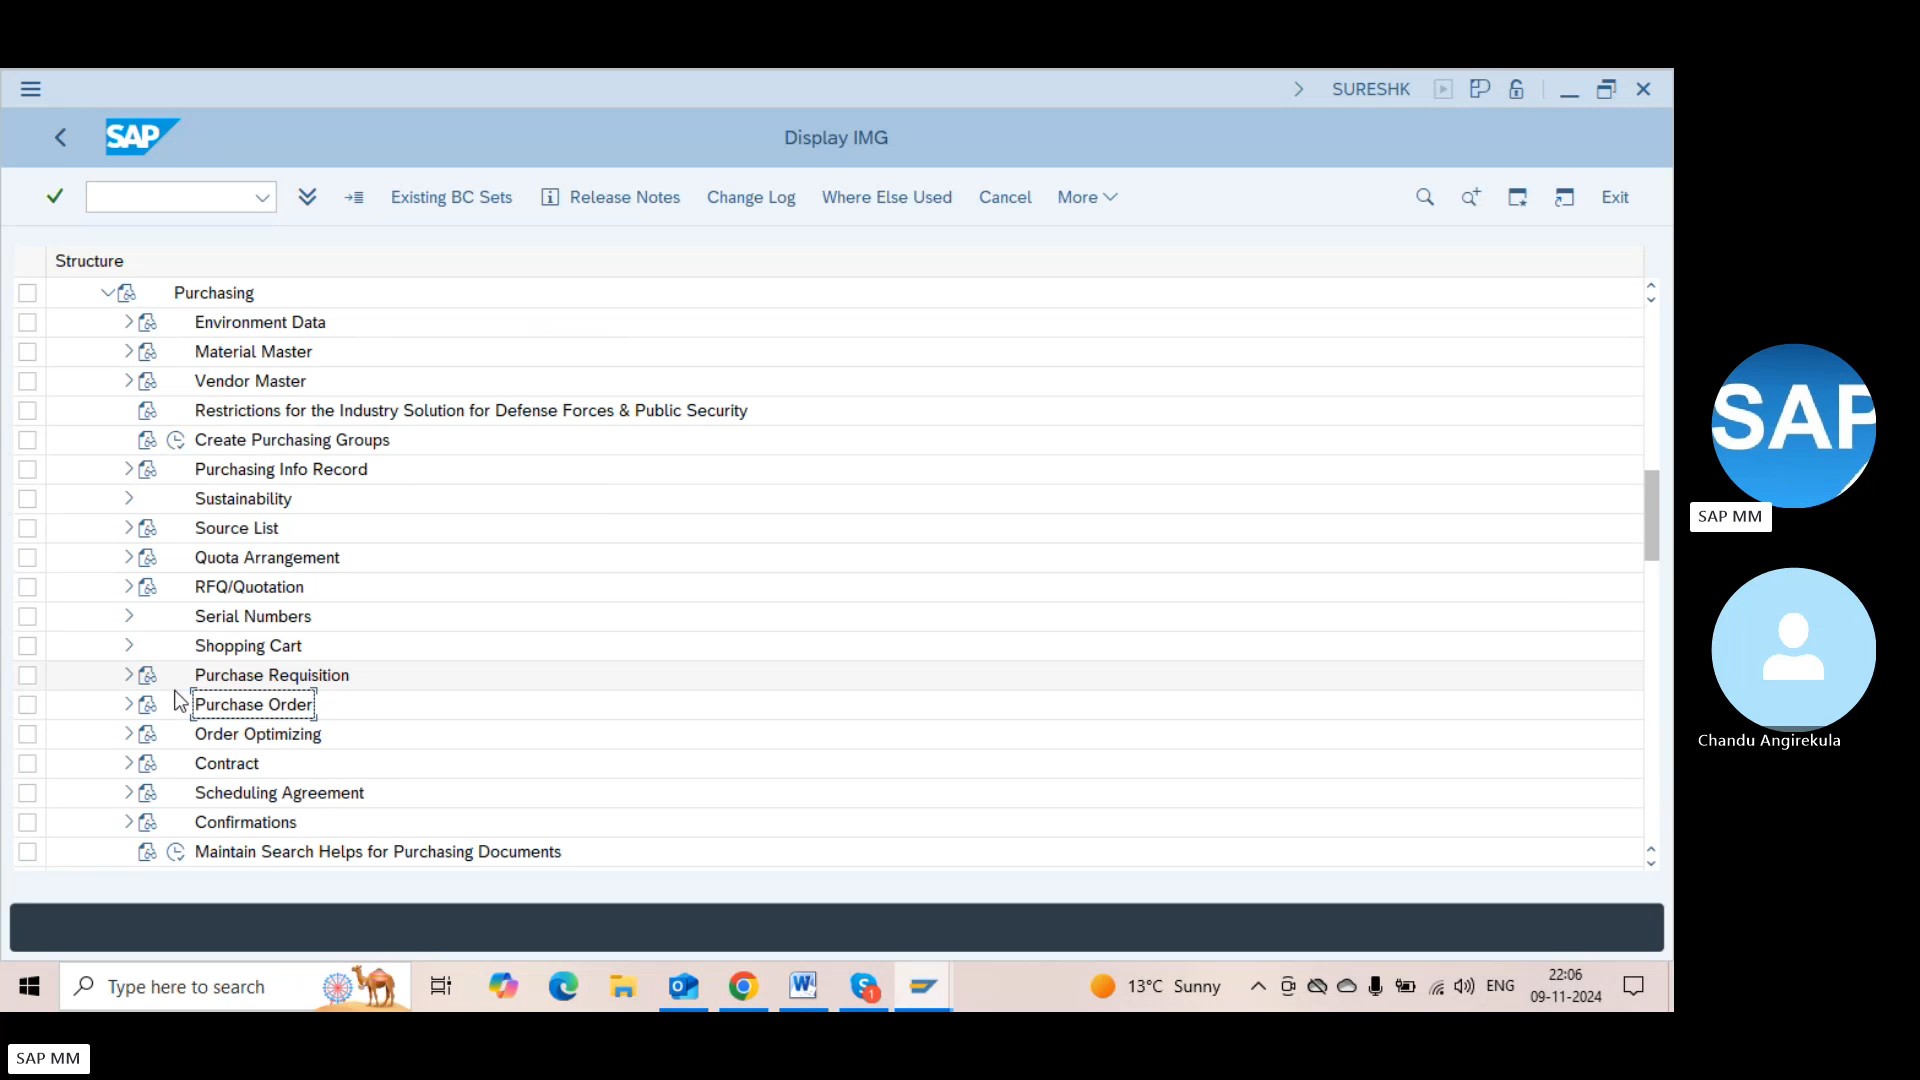 SURESHK
SAP
Display IMG
Existing BC Sets
Release Notes
Change Log
Where Else Used
Cancel
More
Exit
Structure
Purchasing
Environment Data
Material Master
Vendor Master
Restrictions for the Industry Solution for Defense Forces & Public Security
Create Purchasing Groups
Purchasing Info Record
Sustainability
Source List
Quota Arrangement
RFQ/Quotation
Serial Numbers
Shopping Cart
Purchase Requisition
Purchase Order
Order Optimizing
Contract
Scheduling Agreement
Confirmations
Maintain Search Helps for Purchasing Documents
SAP
SAP MM
Chandu Angirekula
Type here to search
1
13°C Sunny
ENG
22:06
09-11-2024
SAP MM